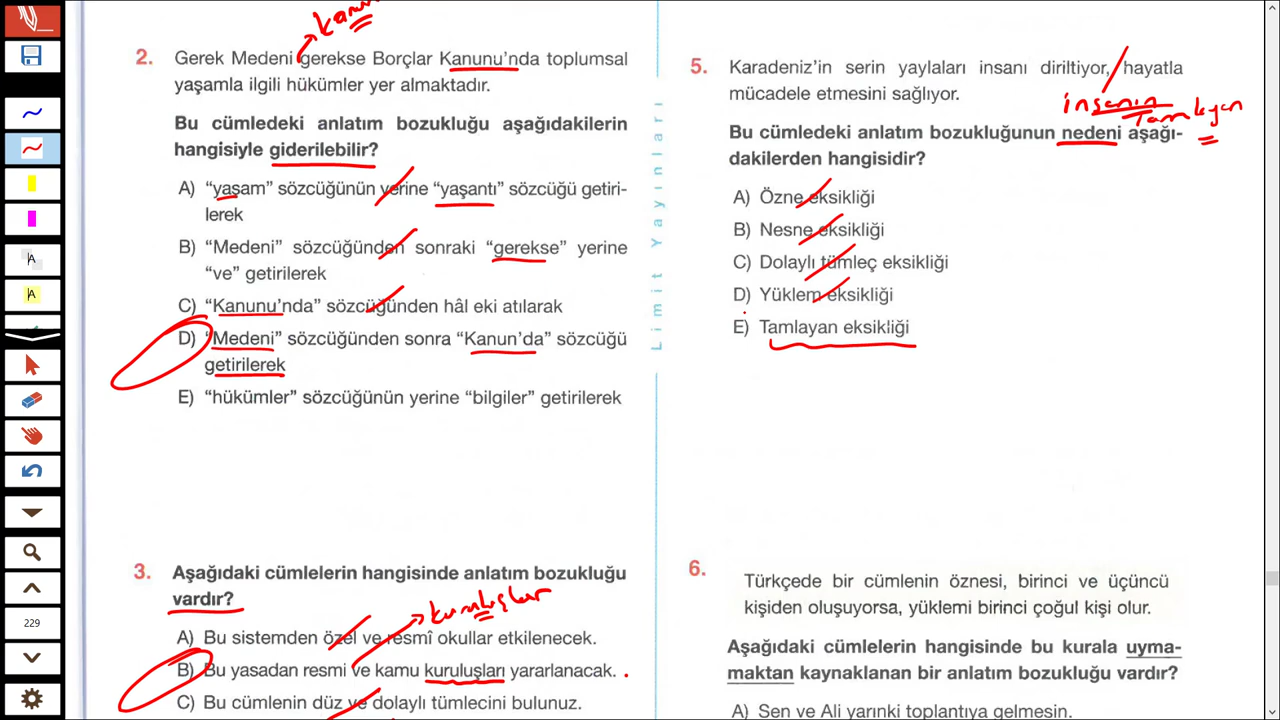 kanun
2. Gerek Medeni gerekse Borçlar Kanunu’nda toplumsal
yaşamla ilgili hükümler yer almaktadır.
Bu cümledeki anlatım bozukluğu aşağıdakilerin
hangisiyle giderilebilir?
A) “yaşam” sözcüğünün yerine “yaşantı” sözcüğü getiri-
lerek
B) “Medeni” sözcüğünden sonraki “gerekse” yerine
“ve” getirilerek
C) “Kanunu’nda” sözcüğünden hâl eki atılarak
D) “Medeni” sözcüğünden sonra “Kanun’da” sözcüğü
getirilerek
E) “hükümler” sözcüğünün yerine “bilgiler” getirilerek
3. Aşağıdaki cümlelerin hangisinde anlatım bozukluğu
vardır?
kuruluşlar
A) Bu sistemden özel ve resmî okullar etkilenecek.
B) Bu yasadan resmi ve kamu kuruluşları yararlanacak.
C) Bu cümlenin düz ve dolaylı tümlecini bulunuz.
Limit Yayınları
5. Karadeniz’in serin yaylaları insanı diriltiyor, hayatla
mücadele etmesini sağlıyor.
insanın
Tamlayan
Bu cümledeki anlatım bozukluğunun nedeni aşağı-
dakilerden hangisidir?
A) Özne eksikliği
B) Nesne eksikliği
C) Dolaylı tümleç eksikliği
D) Yüklem eksikliği
E) Tamlayan eksikliği
6. Türkçede bir cümlenin öznesi, birinci ve üçüncü
kişiden oluşuyorsa, yüklemi birinci çoğul kişi olur.
Aşağıdaki cümlelerin hangisinde bu kurala uyma-
maktan kaynaklanan bir anlatım bozukluğu vardır?
A) Sen ve Ali yarınki toplantıya gelmesin.
A
A
229